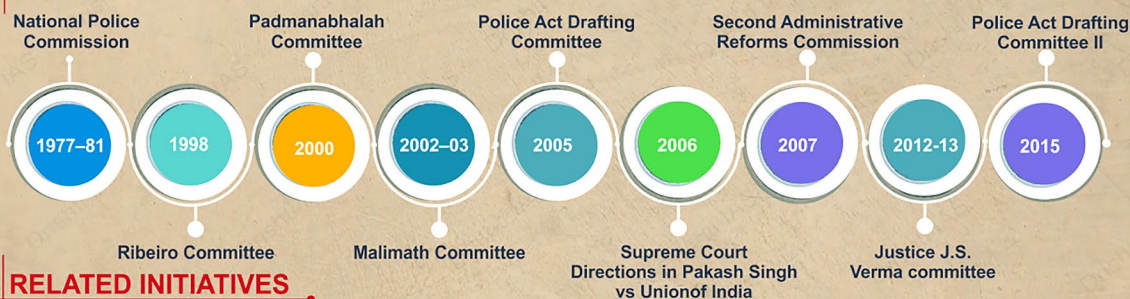 National Police
Commission
Padmanabhalah
Committee
Police Act Drafting
Committee
Second Administrative
Reforms Commission
Police Act Drafting
Committee II
1977–81
1998
2000
2002–03
2005
2006
2007
2012-13
2015
Ribeiro Committee
Malimath Committee
Supreme Court
Directions in Pakash Singh
vs Unionof India
Justice J.S.
Verma committee
RELATED INITIATIVES